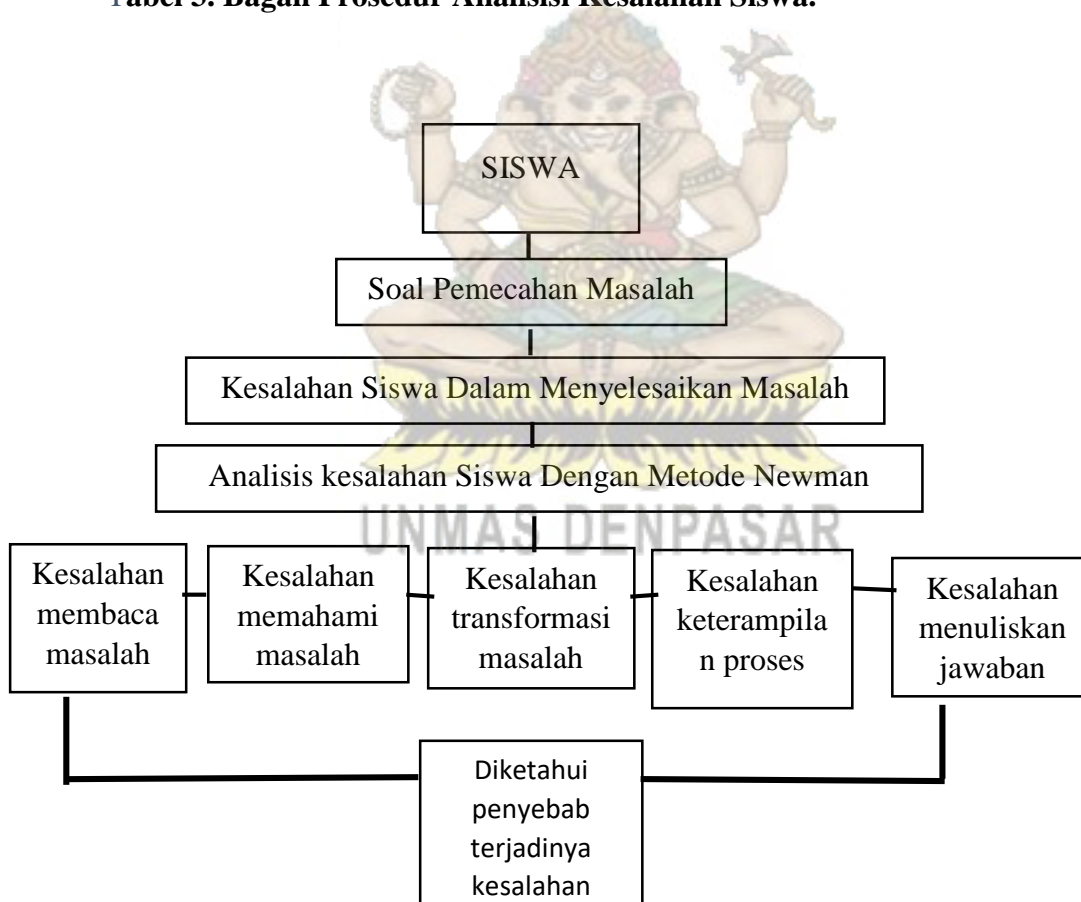 Tabel 3. Bagan Prosedur Analisisi Kesalahan Siswa.
SISWA
Soal Pemecahan Masalah
Kesalahan Siswa Dalam Menyelesaikan Masalah
Analisis kesalahan Siswa Dengan Metode Newman
UNMAS DENPASAR
Kesalahan
membaca
masalah
Kesalahan
memahami
masalah
Kesalahan
transformasi
masalah
Kesalahan
keterampila
n proses
Kesalahan
menuliskan
jawaban
Diketahui
penyebab
terjadinya
kesalahan